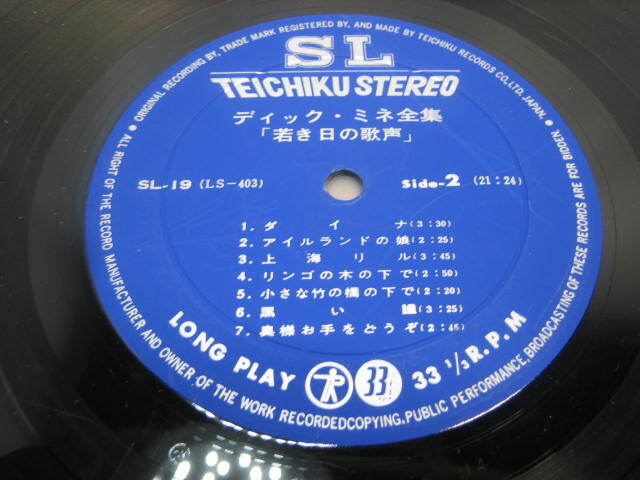 ORIGINAL RECORDING BY, TRADE MARK REGISTERED BY, AND MADE BY TEICHIKU RECORDS CO., LTD. JAPAN.
SL
TEICHIKU STEREO
ディック・ミネ全集
「若き日の歌声」
SL-19 (LS-403)
Side-2 (21:24)
1. ダイナ(3:30)
2. アイルランドの娘(2:25)
3. 上海リル(3:45)
4. リンゴの木の下で(2:50)
5. 小さな竹の橋の下で(2:20)
6. 黒い瞳(3:25)
7. 奥様お手をどうぞ(2:45)
LONG PLAY
33
33 1/3 R.P.M
ALL RIGHT OF THE RECORD MANUFACTURER AND OWNER OF THE WORK RECORDEDCOPYING, PUBLIC PERFORMANCE, BROADCASTING OF THESE RECORDS ARE FOR BIDDEN.